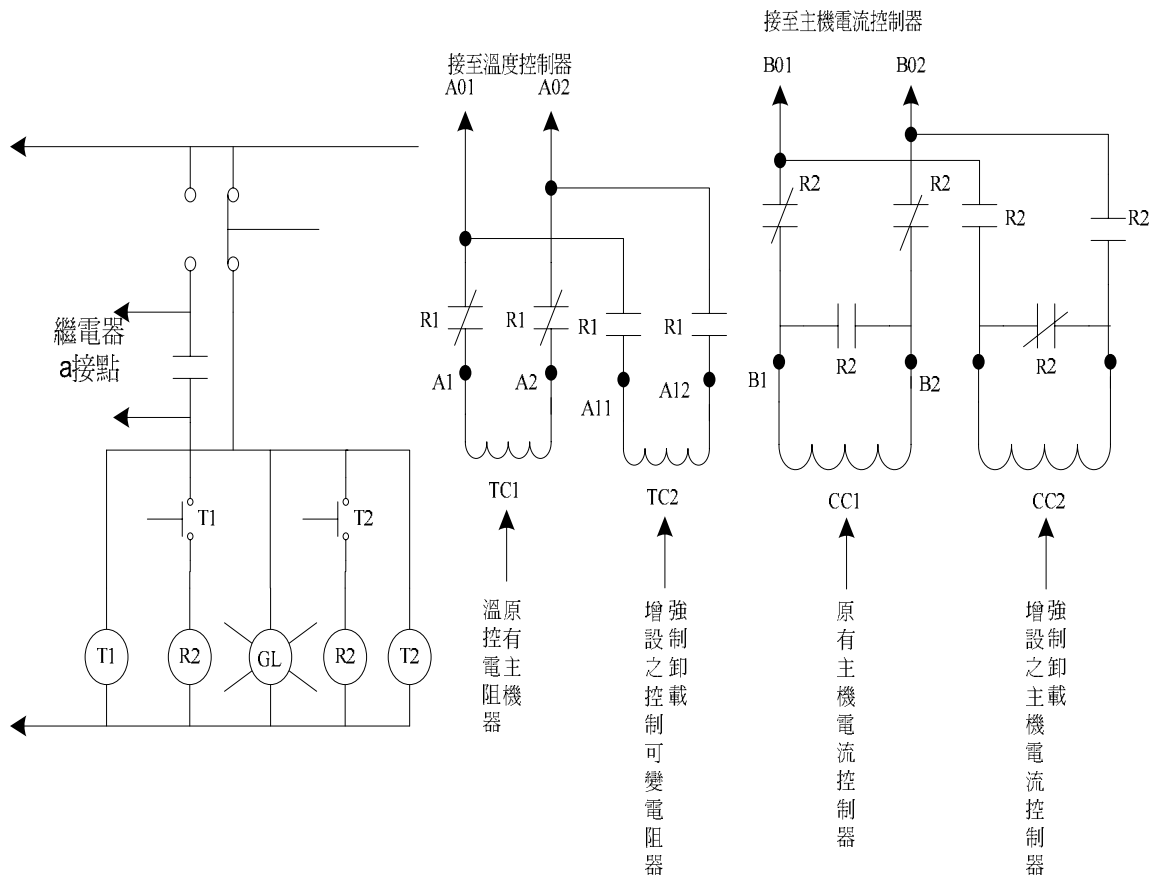 接至主機電流控制器
接至溫度控制器
B01
B02
A01
A02
R2
R2
R2
R2
繼電器
a接點
R1
R1
R1
R1
R2
R2
A1
A2
A11
A12
B1
B2
TC1
TC2
CC1
CC2
T1
T2
T1
R2
GL
R2
T2
原有主機
溫控電阻器
強制卸載
增設之控制可變電阻器
原有主機電流控制器
強制卸載
增設之主機電流控制器